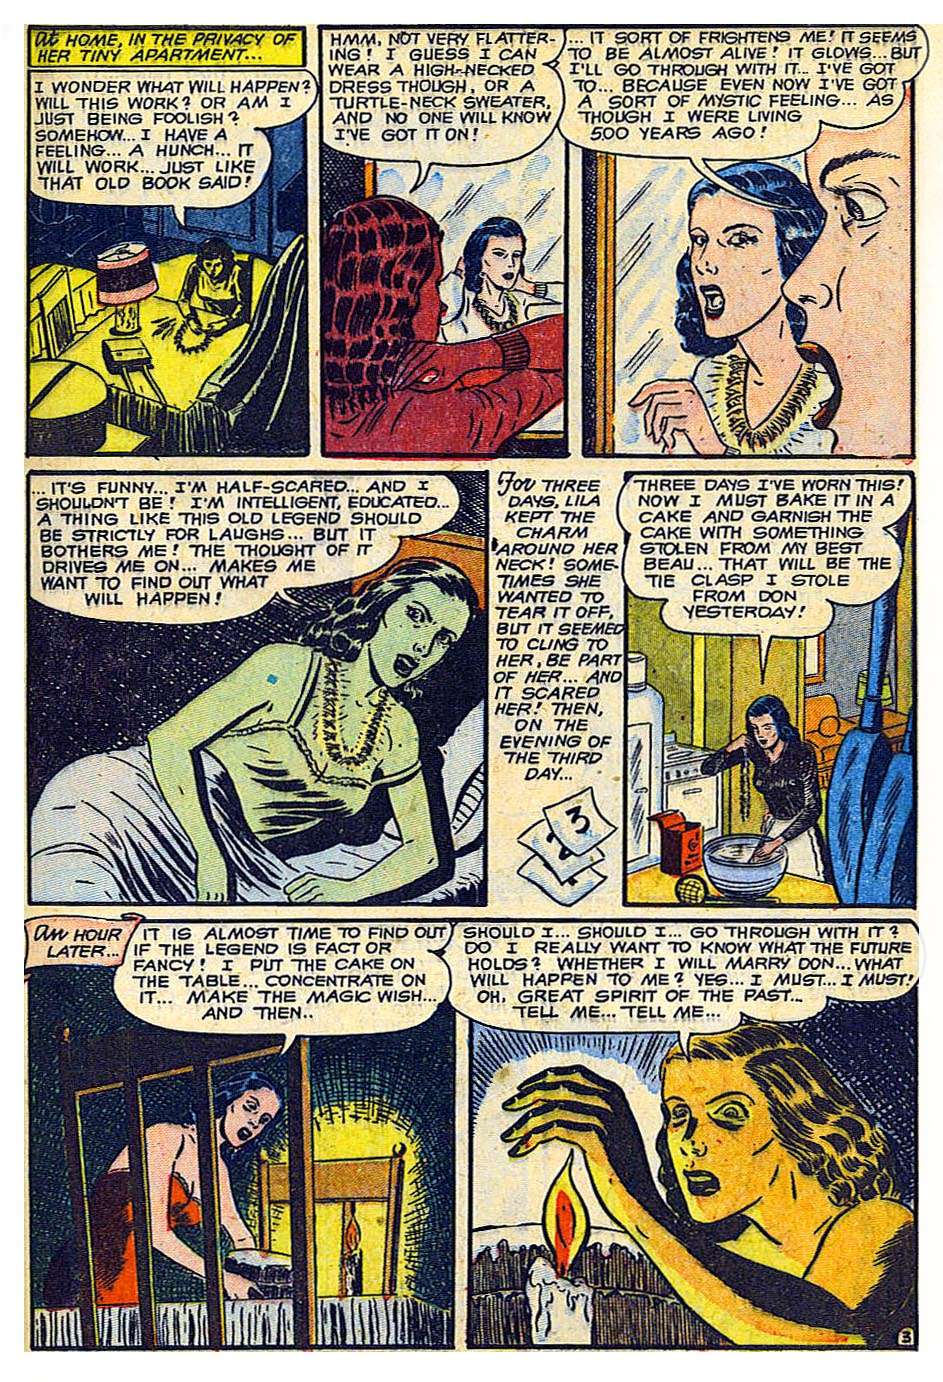 At HOME, IN THE PRIVACY OF
HER TINY APARTMENT...
I WONDER WHAT WILL HAPPEN?
WILL THIS WORK? OR AM I
JUST BEING FOOLISH?
SOMEHOW... I HAVE A
FEELING... A HUNCH... IT
WILL WORK... JUST LIKE
THAT OLD BOOK SAID!
HMM, NOT VERY FLATTER-
ING! I GUESS I CAN
WEAR A HIGH-NECKED
DRESS THOUGH, OR A
TURTLE-NECK SWEATER,
AND NO ONE WILL KNOW
I'VE GOT IT ON!
... IT SORT OF FRIGHTENS ME! IT SEEMS
TO BE ALMOST ALIVE! IT GLOWS... BUT
I'LL GO THROUGH WITH IT... I'VE GOT
TO... BECAUSE EVEN NOW I'VE GOT
A SORT OF MYSTIC FEELING... AS
THOUGH I WERE LIVING
500 YEARS AGO!
... IT'S FUNNY... I'M HALF-SCARED... AND I
SHOULDN'T BE! I'M INTELLIGENT, EDUCATED...
A THING LIKE THIS OLD LEGEND SHOULD
BE STRICTLY FOR LAUGHS... BUT IT
BOTHERS ME! THE THOUGHT OF IT
DRIVES ME ON... MAKES ME
WANT TO FIND OUT WHAT
WILL HAPPEN!
For THREE
DAYS, LILA
KEPT THE
CHARM
AROUND HER
NECK! SOME-
TIMES SHE
WANTED TO
TEAR IT OFF,
BUT IT SEEMED
TO CLING TO
HER, BE PART
OF HER... AND
IT SCARED
HER! THEN,
ON THE
EVENING OF
THE THIRD
DAY...
3
2
1
THREE DAYS I'VE WORN THIS!
NOW I MUST BAKE IT IN A
CAKE AND GARNISH THE
CAKE WITH SOMETHING
STOLEN FROM MY BEST
BEAU... THAT WILL BE THE
TIE CLASP I STOLE
FROM DON
YESTERDAY!
An HOUR
LATER...
IT IS ALMOST TIME TO FIND OUT
IF THE LEGEND IS FACT OR
FANCY! I PUT THE CAKE ON
THE TABLE... CONCENTRATE ON
IT... MAKE THE MAGIC WISH...
AND THEN..
SHOULD I... SHOULD I... GO THROUGH WITH IT?
DO I REALLY WANT TO KNOW WHAT THE FUTURE
HOLDS? WHETHER I WILL MARRY DON... WHAT
WILL HAPPEN TO ME? YES... I MUST... I MUST!
OH, GREAT SPIRIT OF THE PAST...
TELL ME... TELL ME...
3